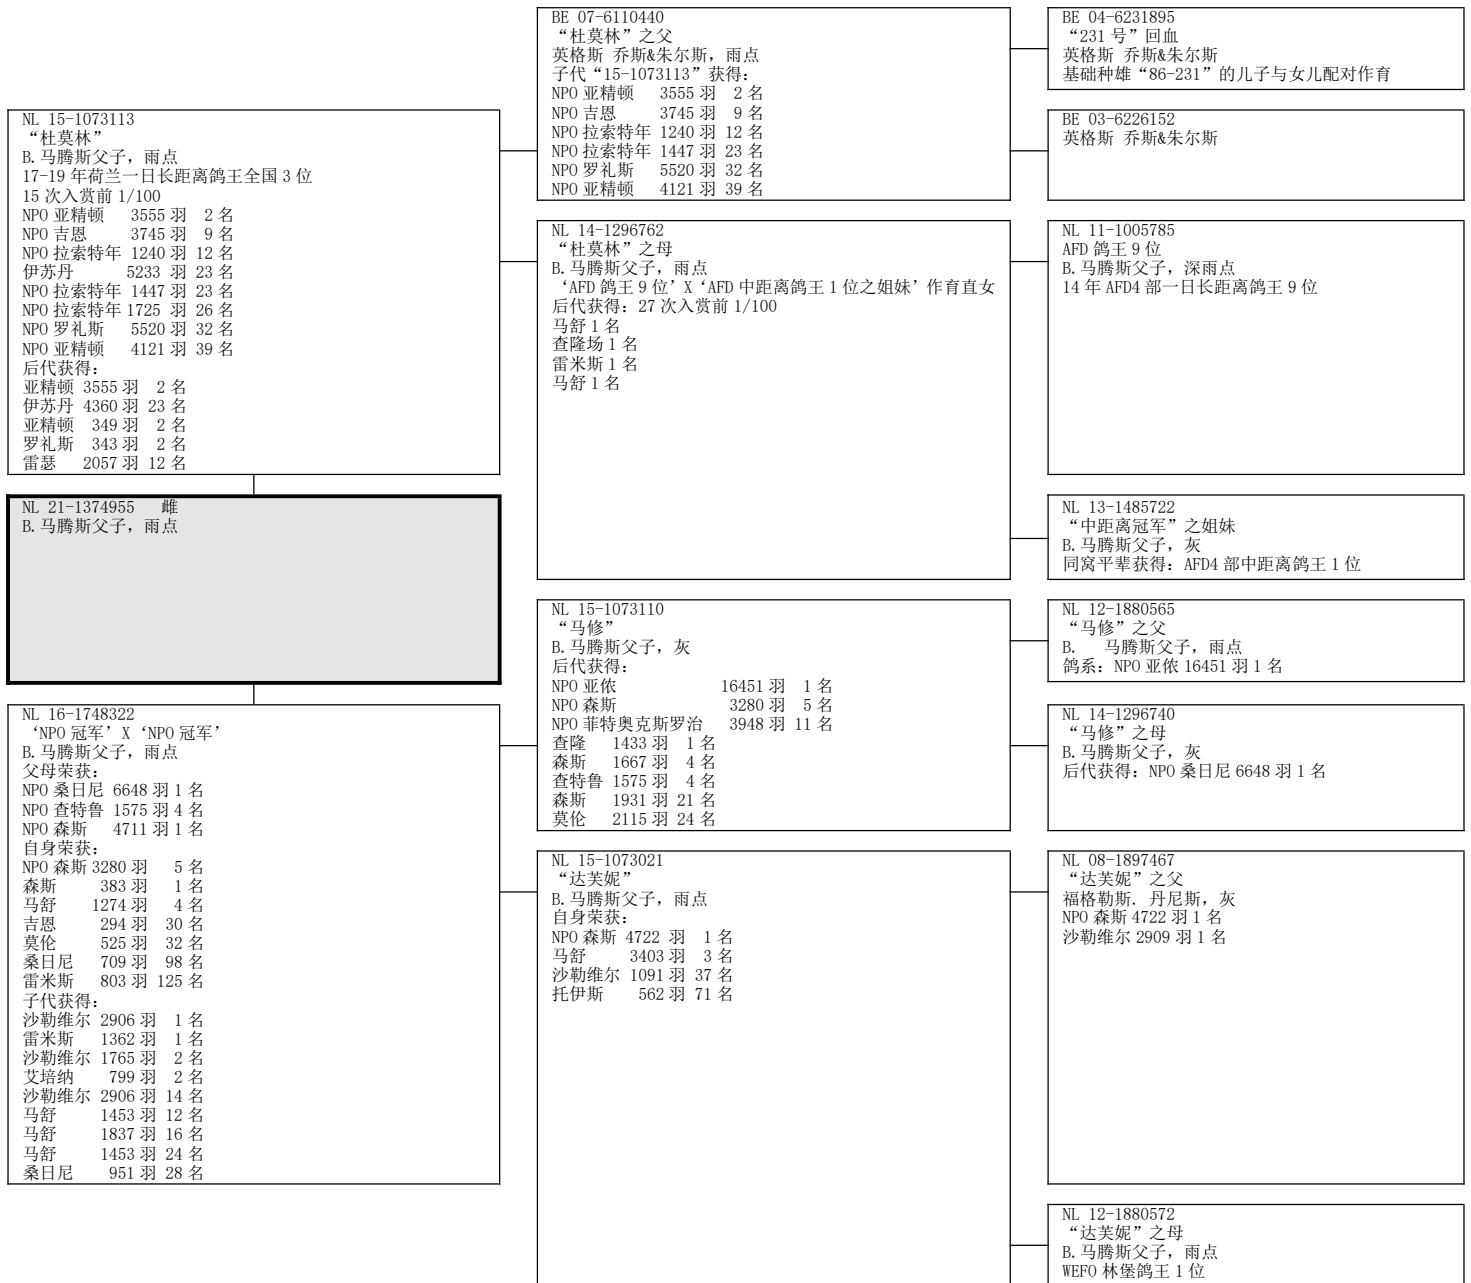 NL 15-1073113
“杜莫林”
B.马腾斯父子，雨点
17-19 年荷兰一日长距离鸽王全国 3 位
15 次入赏前 1/100
NPO 亚精顿 3555 羽 2 名
NPO 吉恩 3745 羽 9 名
NPO 拉索特年 1240 羽 12 名
伊苏丹 5233 羽 23 名
NPO 拉索特年 1447 羽 23 名
NPO 拉索特年 1725 羽 26 名
NPO 罗礼斯 5520 羽 32 名
NPO 亚精顿 4121 羽 39 名
后代获得：
亚精顿 3555 羽 2 名
伊苏丹 4360 羽 23 名
亚精顿 349 羽 2 名
罗礼斯 343 羽 2 名
雷瑟 2057 羽 12 名
NL 21-1374955 雌
B.马腾斯父子，雨点
NL 16-1748322
‘NPO 冠军’X‘NPO 冠军’
B.马腾斯父子，雨点
父母荣获：
NPO 桑日尼 6648 羽 1 名
NPO 查特鲁 1575 羽 4 名
NPO 森斯 4711 羽 1 名
自身荣获：
NPO 森斯 3280 羽 5 名
森斯 383 羽 1 名
马舒 1274 羽 4 名
吉恩 294 羽 30 名
莫伦 525 羽 32 名
桑日尼 709 羽 98 名
雷米斯 803 羽 125 名
子代获得：
沙勒维尔 2906 羽 1 名
雷米斯 1362 羽 1 名
沙勒维尔 1765 羽 2 名
艾培纳 799 羽 2 名
沙勒维尔 2906 羽 14 名
马舒 1453 羽 12 名
马舒 1837 羽 16 名
马舒 1453 羽 24 名
桑日尼 951 羽 28 名
BE 07-6110440
“杜莫林”之父
英格斯 乔斯&朱尔斯，雨点
子代“15-1073113”获得：
NPO 亚精顿 3555 羽 2 名
NPO 吉恩 3745 羽 9 名
NPO 拉索特年 1240 羽 12 名
NPO 拉索特年 1447 羽 23 名
NPO 罗礼斯 5520 羽 32 名
NPO 亚精顿 4121 羽 39 名
NL 14-1296762
“杜莫林”之母
B.马腾斯父子，雨点
‘AFD 鸽王 9 位’X‘AFD 中距离鸽王 1 位之姐妹’作育直女
后代获得：27 次入赏前 1/100
马舒 1 名
查隆场 1 名
雷米斯 1 名
马舒 1 名
NL 15-1073110
“马修”
B.马腾斯父子，灰
后代获得：
NPO 亚侬 16451 羽 1 名
NPO 森斯 3280 羽 5 名
NPO 菲特奥克斯罗治 3948 羽 11 名
查隆 1433 羽 1 名
森斯 1667 羽 4 名
查特鲁 1575 羽 4 名
森斯 1931 羽 21 名
莫伦 2115 羽 24 名
NL 15-1073021
“达芙妮”
B.马腾斯父子，雨点
自身荣获：
NPO 森斯 4722 羽 1 名
马舒 3403 羽 3 名
沙勒维尔 1091 羽 37 名
托伊斯 562 羽 71 名
BE 04-6231895
“231 号”回血
英格斯 乔斯&朱尔斯
基础种雄“86-231”的儿子与女儿配对作育
BE 03-6226152
英格斯 乔斯&朱尔斯
NL 11-1005785
AFD 鸽王 9 位
B.马腾斯父子，深雨点
14 年 AFD4 部一日长距离鸽王 9 位
NL 13-1485722
“中距离冠军”之姐妹
B.马腾斯父子，灰
同窝平辈获得：AFD4 部中距离鸽王 1 位
NL 12-1880565
“马修”之父
B. 马腾斯父子，雨点
鸽系：NPO 亚侬 16451 羽 1 名
NL 14-1296740
“马修”之母
B.马腾斯父子，灰
后代获得：NPO 桑日尼 6648 羽 1 名
NL 08-1897467
“达芙妮”之父
福格勒斯. 丹尼斯，灰
NPO 森斯 4722 羽 1 名
沙勒维尔 2909 羽 1 名
NL 12-1880572
“达芙妮”之母
B.马腾斯父子，雨点
WEFO 林堡鸽王 1 位